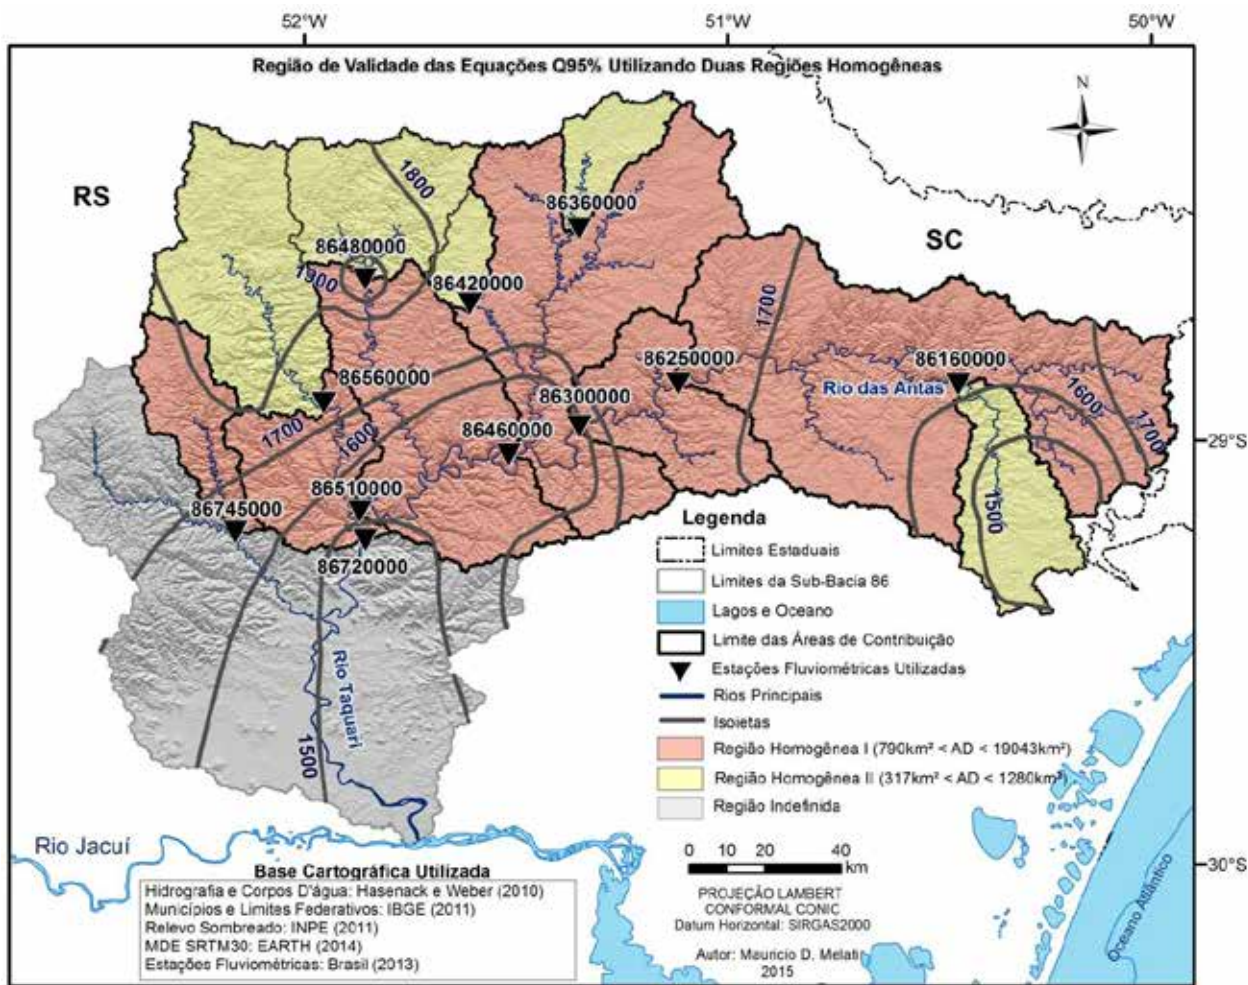 52°W
51°W
50°W
Região de Validade das Equações Q95% Utilizando Duas Regiões Homogêneas
N
RS
SC
1800
86360000
86480000
1900
86420000
1700
86250000
86160000
Rio das Antas
86560000
86300000
1600
1700
1700
1600
86460000
29°S
86510000
86745000
1500
86720000
Legenda
Limites Estaduais
Limites da Sub-Bacia 86
Lagos e Oceano
Limite das Áreas de Contribuição
Estações Fluviométricas Utilizadas
Rios Principais
Isoietas
Região Homogênea I (790km² < AD < 19043km²)
Região Homogênea II (317km² < AD < 1280km²)
Região Indefinida
Rio Taquari
1500
Rio Jacuí
0 10 20 40
km
30°S
Base Cartográfica Utilizada
Hidrografia e Corpos D'água: Hasenack e Weber (2010)
Municípios e Limites Federativos: IBGE (2011)
Relevo Sombreado: INPE (2011)
MDE SRTM30: EARTH (2014)
Estações Fluviométricas: Brasil (2013)
PROJEÇÃO LAMBERT
CONFORMAL CONIC
Datum Horizontal: SIRGAS2000
Autor: Mauricio D. Melati
2015
Oceano Atlântico